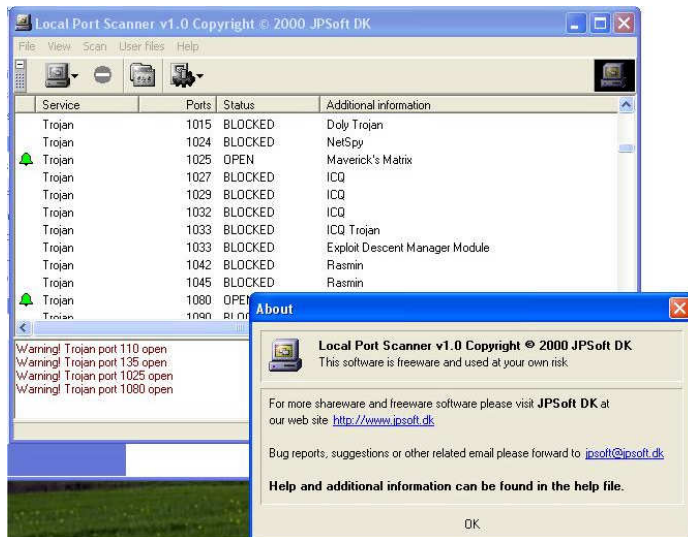 Local Port Scanner v1.0 Copyright © 2000 JPSoft DK
File View Scan User files Help
Service Ports Status Additional information
Trojan 1015 BLOCKED Doly Trojan
Trojan 1024 BLOCKED NetSpy
Trojan 1025 OPEN Maverick's Matrix
Trojan 1027 BLOCKED ICQ
Trojan 1029 BLOCKED ICQ
Trojan 1032 BLOCKED ICQ
Trojan 1033 BLOCKED ICQ Trojan
Trojan 1033 BLOCKED Exploit Descent Manager Module
Trojan 1042 BLOCKED Rasmin
Trojan 1045 BLOCKED Rasmin
Trojan 1080 OPE
Trojan 1090 BLO
Warning! Trojan port 110 open
Warning! Trojan port 135 open
Warning! Trojan port 1025 open
Warning! Trojan port 1080 open
About
Local Port Scanner v1.0 Copyright © 2000 JPSoft DK
This software is freeware and used at your own risk
For more shareware and freeware software please visit JPSoft DK at
our web site http://www.jpsoft.dk
Bug reports, suggestions or other related email please forward to jpsoft@jpsoft.dk
Help and additional information can be found in the help file.
OK